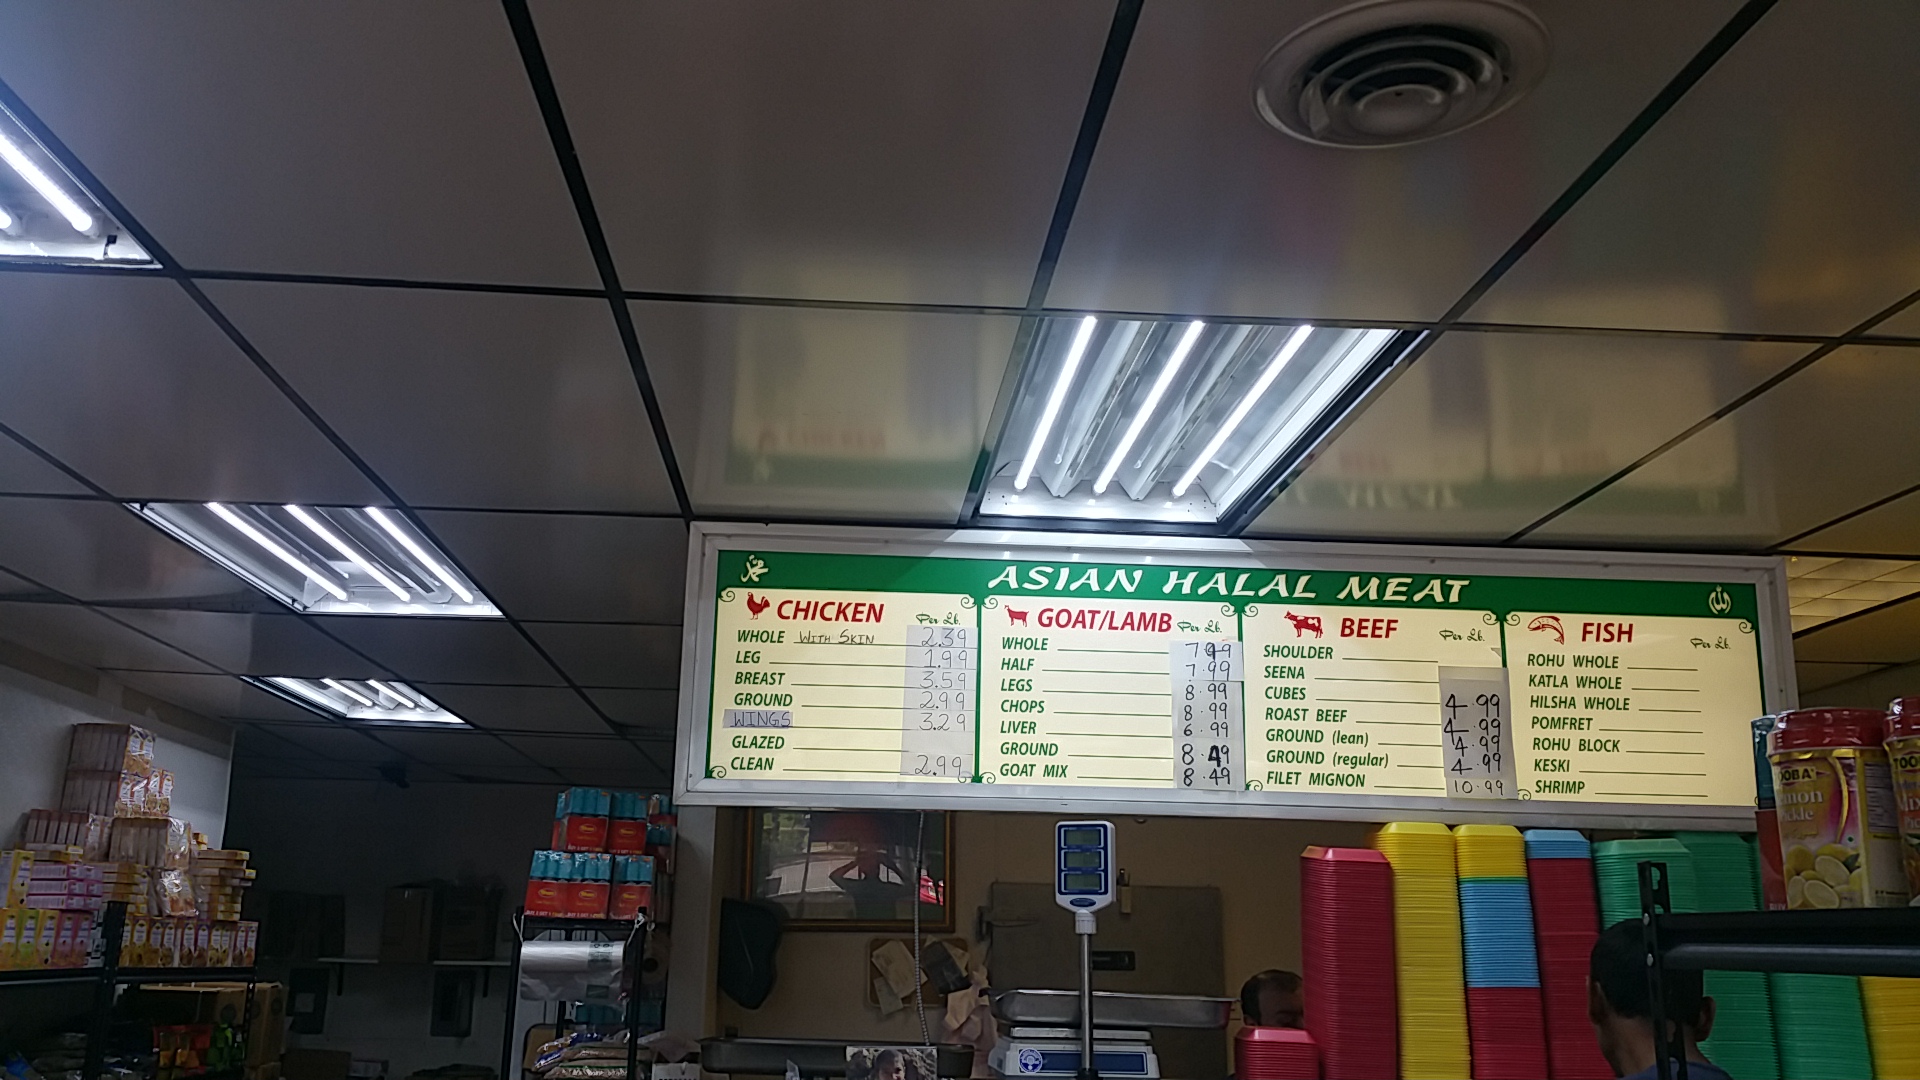 محمد
ASIAN HALAL MEAT
الله
CHICKEN Per Lb.
WHOLE WITH SKIN 2.39
LEG 1.99
BREAST 3.59
GROUND 2.99
WINGS 3.29
GLAZED
CLEAN 2.99
GOAT/LAMB Per Lb.
WHOLE 7.99
HALF 7.99
LEGS 8.99
CHOPS 8.99
LIVER 6.99
GROUND 8.49
GOAT MIX 8.49
BEEF Per Lb.
SHOULDER
SEENA
CUBES 4.99
ROAST BEEF 4.99
GROUND (lean) 4.99
GROUND (regular) 4.99
FILET MIGNON 10.99
FISH Per Lb.
ROHU WHOLE
KATLA WHOLE
HILSHA WHOLE
POMFRET
ROHU BLOCK
KESKI
SHRIMP